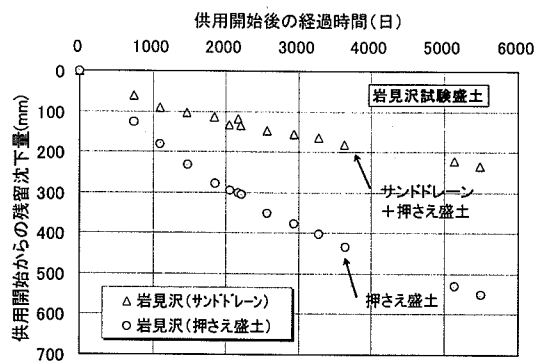 供用開始後の経過時間(日)
0 1000 2000 3000 4000 5000 6000
供用開始からの残留沈下量(mm)
0
100
200
300
400
500
600
700
岩見沢試験盛土
サンドドレーン
+押さえ盛土
押さえ盛土
△ 岩見沢(サンドドレーン)
○ 岩見沢(押さえ盛土)